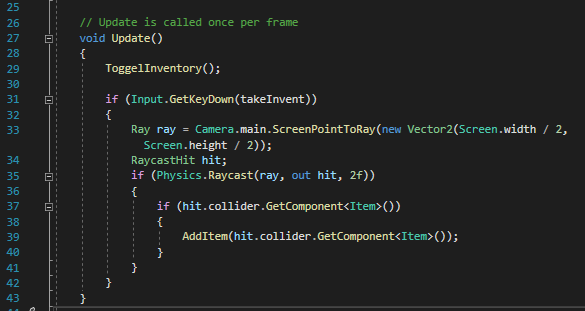 25
26 // Update is called once per frame
27 void Update()
28 {
29 ToggelInventory();
30
31 if (Input.GetKeyDown(takeInvent))
32 {
33 Ray ray = Camera.main.ScreenPointToRay(new Vector2(Screen.width / 2,
Screen.height / 2));
34 RaycastHit hit;
35 if (Physics.Raycast(ray, out hit, 2f))
36 {
37 if (hit.collider.GetComponent<Item>())
38 {
39 AddItem(hit.collider.GetComponent<Item>());
40 }
41 }
42 }
43 }